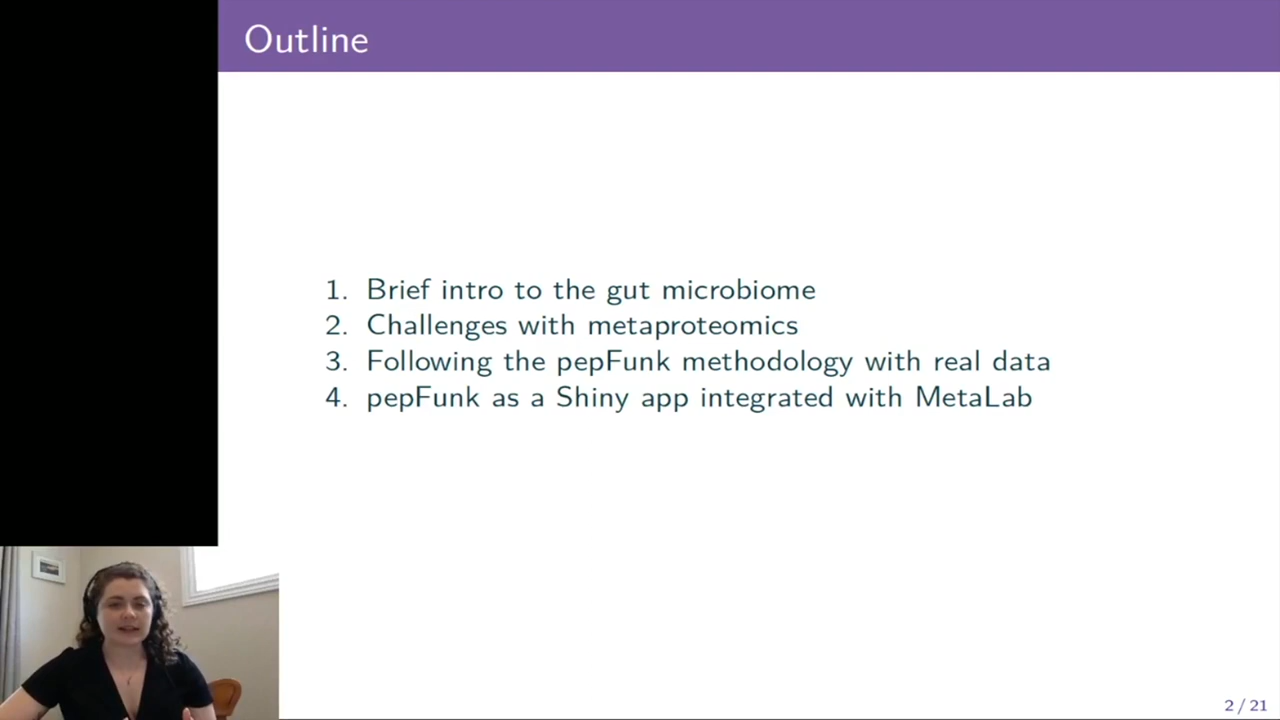 Outline
1. Brief intro to the gut microbiome
2. Challenges with metaproteomics
3. Following the pepFunk methodology with real data
4. pepFunk as a Shiny app integrated with MetaLab
2 / 21